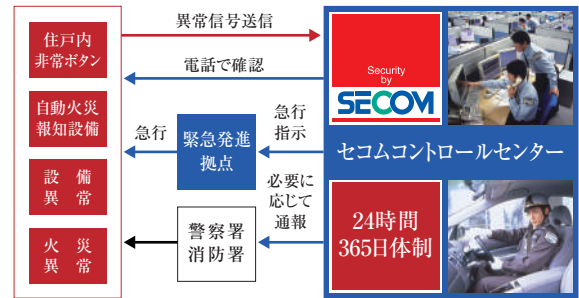 住戸内
非常ボタン
自動火災
報知設備
設備
異常
火災
異常
異常信号送信
電話で確認
急行
緊急発進
拠点
急行
指示
警察署
消防署
必要に
応じて
通報
Security
by
SECOM
セコムコントロールセンター
24時間
365日体制